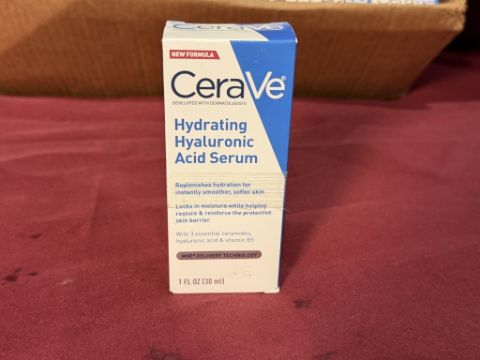 NEW FORMULA
CeraVe®
DEVELOPED WITH DERMATOLOGISTS
Hydrating
Hyaluronic
Acid Serum
Replenishes hydration for
instantly smoother, softer skin
Locks in moisture while helping
restore & reinforce the protective
skin barrier
With 3 essential ceramides,
hyaluronic acid & vitamin B5
MVE® DELIVERY TECHNOLOGY
1 FL OZ (30 ml)